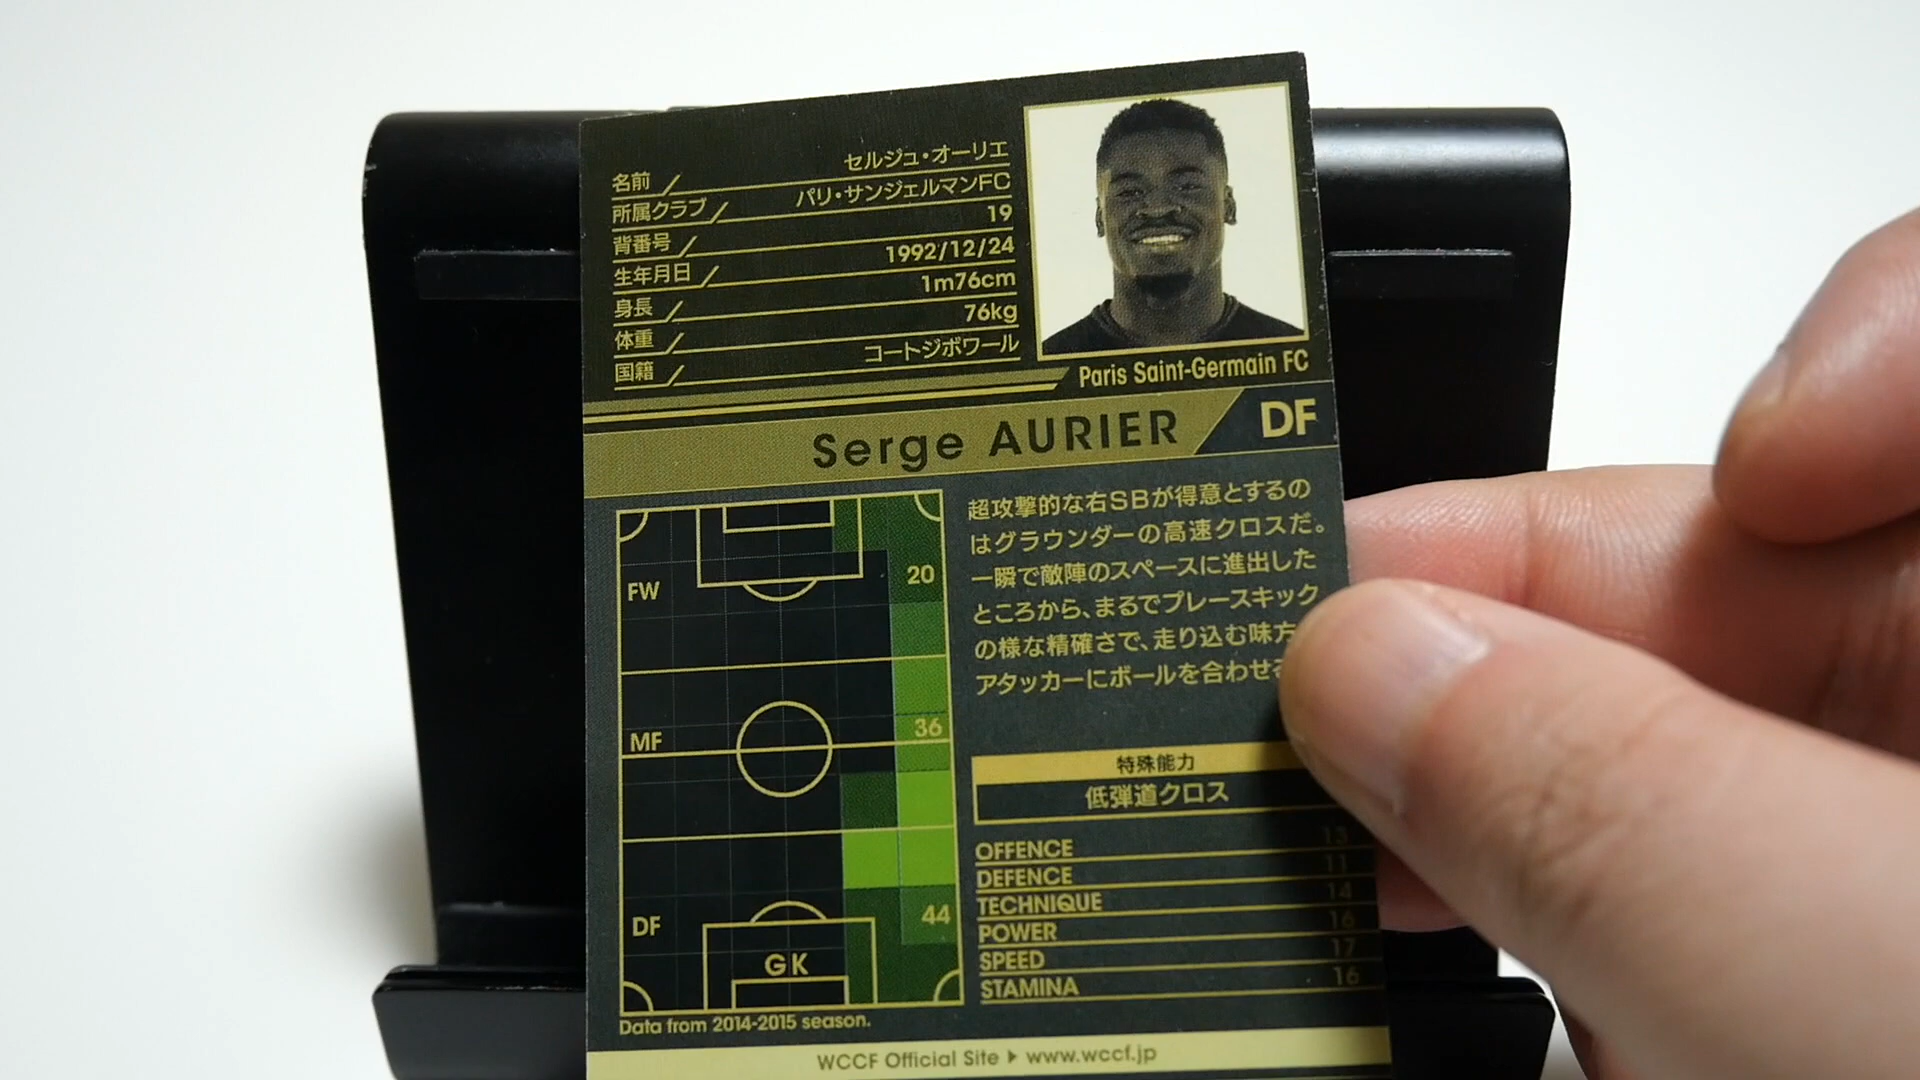 名前 セルジュ・オーリエ
所属クラブ パリ・サンジェルマンFC
背番号 19
生年月日 1992/12/24
身長 1m76cm
体重 76kg
国籍 コートジボワール
Paris Saint-Germain FC
Serge AURIER DF
FW 20
MF 36
DF 44
GK
Data from 2014-2015 season.
超攻撃的な右SBが得意とするの
はグラウンダーの高速クロスだ。
一瞬で敵陣のスペースに進出した
ところから、まるでプレースキック
の様な精確さで、走り込む味方
アタッカーにボールを合わせる
特殊能力
低弾道クロス
OFFENCE 13
DEFENCE 11
TECHNIQUE 14
POWER 16
SPEED 17
STAMINA 16
WCCF Official Site ▶ www.wccf.jp